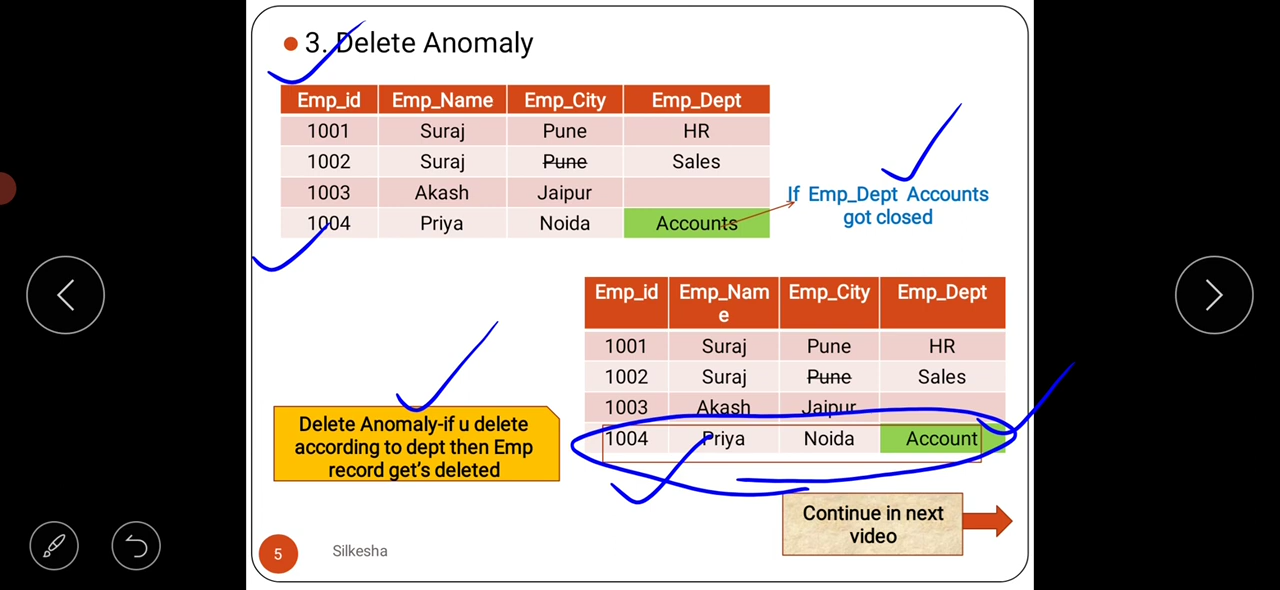 3. Delete Anomaly
Emp_id Emp_Name Emp_City Emp_Dept
1001 Suraj Pune HR
1002 Suraj Pune Sales
1003 Akash Jaipur
1004 Priya Noida Accounts
If Emp_Dept Accounts
got closed
Emp_id Emp_Nam Emp_City Emp_Dept
e
1001 Suraj Pune HR
1002 Suraj Pune Sales
1003 Akash Jaipur
1004 Priya Noida Account
Delete Anomaly-if u delete
according to dept then Emp
record get's deleted
Continue in next
video
5
Silkesha